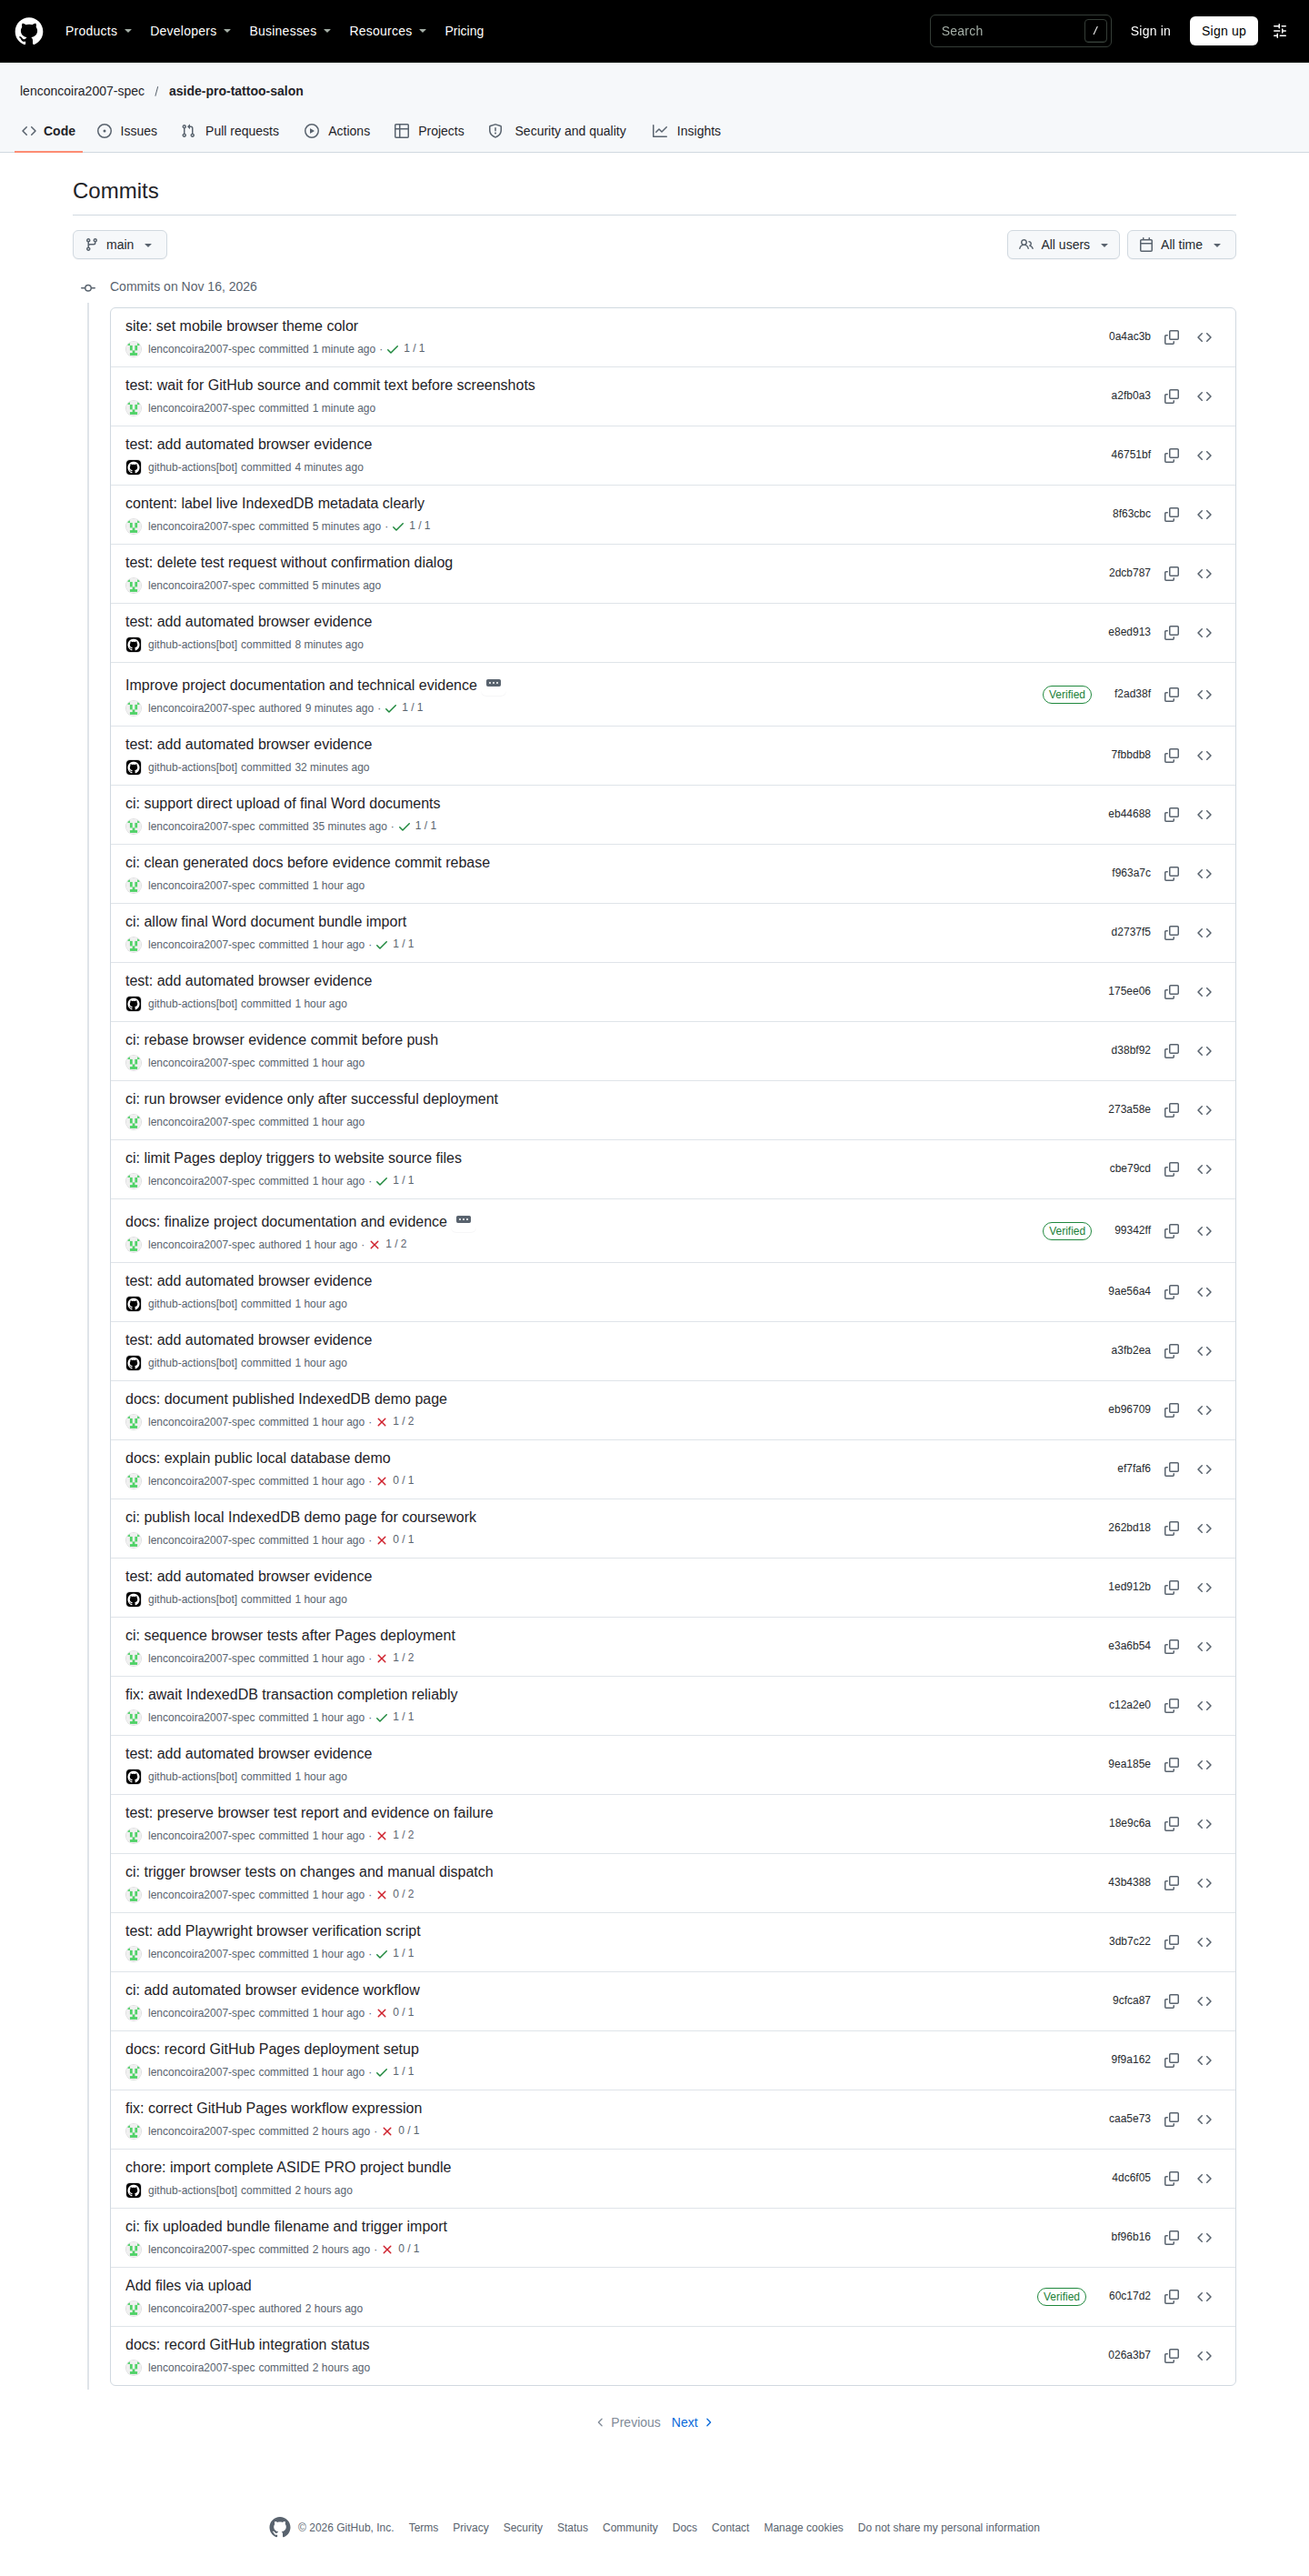 Products Developers Businesses Resources Pricing Search / Sign in Sign up
lenconcoira2007-spec / aside-pro-tattoo-salon
Code Issues Pull requests Actions Projects Security and quality Insights
Commits
main All users All time
Commits on Nov 16, 2026
site: set mobile browser theme color
lenconcoira2007-spec committed 1 minute ago · 1 / 1
0a4ac3b
test: wait for GitHub source and commit text before screenshots
lenconcoira2007-spec committed 1 minute ago
a2fb0a3
test: add automated browser evidence
github-actions[bot] committed 4 minutes ago
46751bf
content: label live IndexedDB metadata clearly
lenconcoira2007-spec committed 5 minutes ago · 1 / 1
8f63cbc
test: delete test request without confirmation dialog
lenconcoira2007-spec committed 5 minutes ago
2dcb787
test: add automated browser evidence
github-actions[bot] committed 8 minutes ago
e8ed913
Improve project documentation and technical evidence
lenconcoira2007-spec authored 9 minutes ago · 1 / 1
Verified f2ad38f
test: add automated browser evidence
github-actions[bot] committed 32 minutes ago
7fbbdb8
ci: support direct upload of final Word documents
lenconcoira2007-spec committed 35 minutes ago · 1 / 1
eb44688
ci: clean generated docs before evidence commit rebase
lenconcoira2007-spec committed 1 hour ago
f963a7c
ci: allow final Word document bundle import
lenconcoira2007-spec committed 1 hour ago · 1 / 1
d2737f5
test: add automated browser evidence
github-actions[bot] committed 1 hour ago
175ee06
ci: rebase browser evidence commit before push
lenconcoira2007-spec committed 1 hour ago
d38bf92
ci: run browser evidence only after successful deployment
lenconcoira2007-spec committed 1 hour ago
273a58e
ci: limit Pages deploy triggers to website source files
lenconcoira2007-spec committed 1 hour ago · 1 / 1
cbe79cd
docs: finalize project documentation and evidence
lenconcoira2007-spec authored 1 hour ago · 1 / 2
Verified 99342ff
test: add automated browser evidence
github-actions[bot] committed 1 hour ago
9ae56a4
test: add automated browser evidence
github-actions[bot] committed 1 hour ago
a3fb2ea
docs: document published IndexedDB demo page
lenconcoira2007-spec committed 1 hour ago · 1 / 2
eb96709
docs: explain public local database demo
lenconcoira2007-spec committed 1 hour ago · 0 / 1
ef7faf6
ci: publish local IndexedDB demo page for coursework
lenconcoira2007-spec committed 1 hour ago · 0 / 1
262bd18
test: add automated browser evidence
github-actions[bot] committed 1 hour ago
1ed912b
ci: sequence browser tests after Pages deployment
lenconcoira2007-spec committed 1 hour ago · 1 / 2
e3a6b54
fix: await IndexedDB transaction completion reliably
lenconcoira2007-spec committed 1 hour ago · 1 / 1
c12a2e0
test: add automated browser evidence
github-actions[bot] committed 1 hour ago
9ea185e
test: preserve browser test report and evidence on failure
lenconcoira2007-spec committed 1 hour ago · 1 / 2
18e9c6a
ci: trigger browser tests on changes and manual dispatch
lenconcoira2007-spec committed 1 hour ago · 0 / 2
43b4388
test: add Playwright browser verification script
lenconcoira2007-spec committed 1 hour ago · 1 / 1
3db7c22
ci: add automated browser evidence workflow
lenconcoira2007-spec committed 1 hour ago · 0 / 1
9cfca87
docs: record GitHub Pages deployment setup
lenconcoira2007-spec committed 1 hour ago · 1 / 1
9f9a162
fix: correct GitHub Pages workflow expression
lenconcoira2007-spec committed 2 hours ago · 0 / 1
caa5e73
chore: import complete ASIDE PRO project bundle
github-actions[bot] committed 2 hours ago
4dc6f05
ci: fix uploaded bundle filename and trigger import
lenconcoira2007-spec committed 2 hours ago · 0 / 1
bf96b16
Add files via upload
lenconcoira2007-spec authored 2 hours ago
Verified 60c17d2
docs: record GitHub integration status
lenconcoira2007-spec committed 2 hours ago
026a3b7
Previous Next
© 2026 GitHub, Inc. Terms Privacy Security Status Community Docs Contact Manage cookies Do not share my personal information